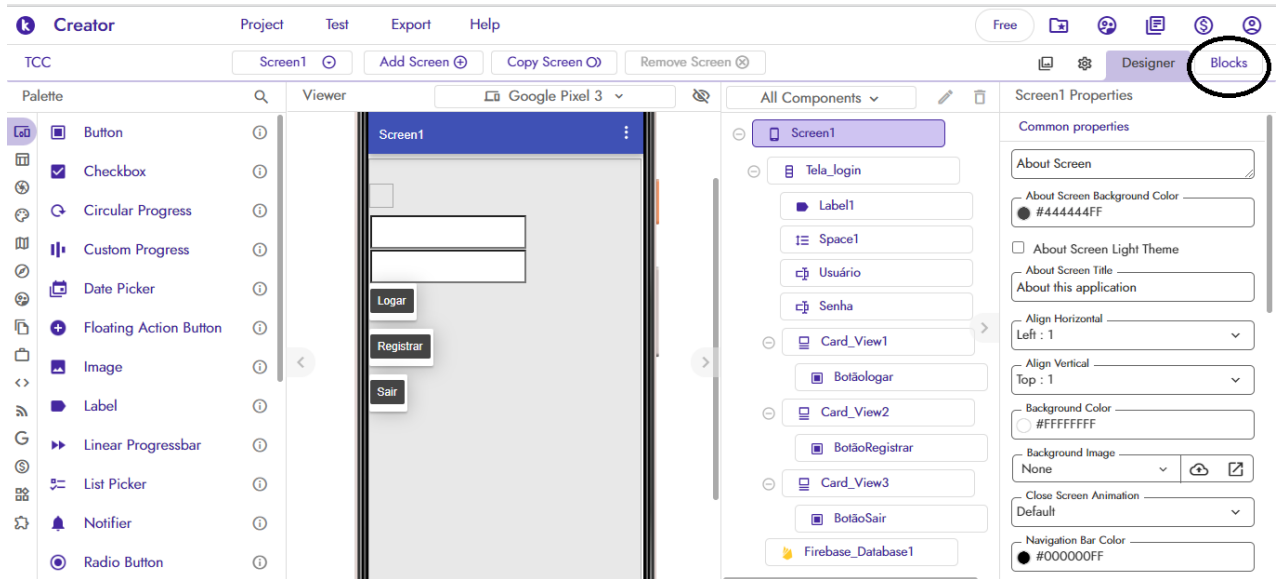 Creator
Project
Test
Export
Help
Free
TCC
Screen1
Add Screen
Copy Screen
Remove Screen
Designer
Blocks
Palette
Viewer
Google Pixel 3
All Components
Screen1 Properties
Button
Checkbox
Circular Progress
Custom Progress
Date Picker
Floating Action Button
Image
Label
Linear Progressbar
List Picker
Notifier
Radio Button
Screen1
Logar
Registrar
Sair
Screen1
Tela_login
Label1
Space1
Usuário
Senha
Card_View1
Botãologar
Card_View2
BotãoRegistrar
Card_View3
BotãoSair
Firebase_Database1
Common properties
About Screen
About Screen Background Color
#444444FF
About Screen Light Theme
About Screen Title
About this application
Align Horizontal
Left : 1
Align Vertical
Top : 1
Background Color
#FFFFFFFF
Background Image
None
Close Screen Animation
Default
Navigation Bar Color
#000000FF